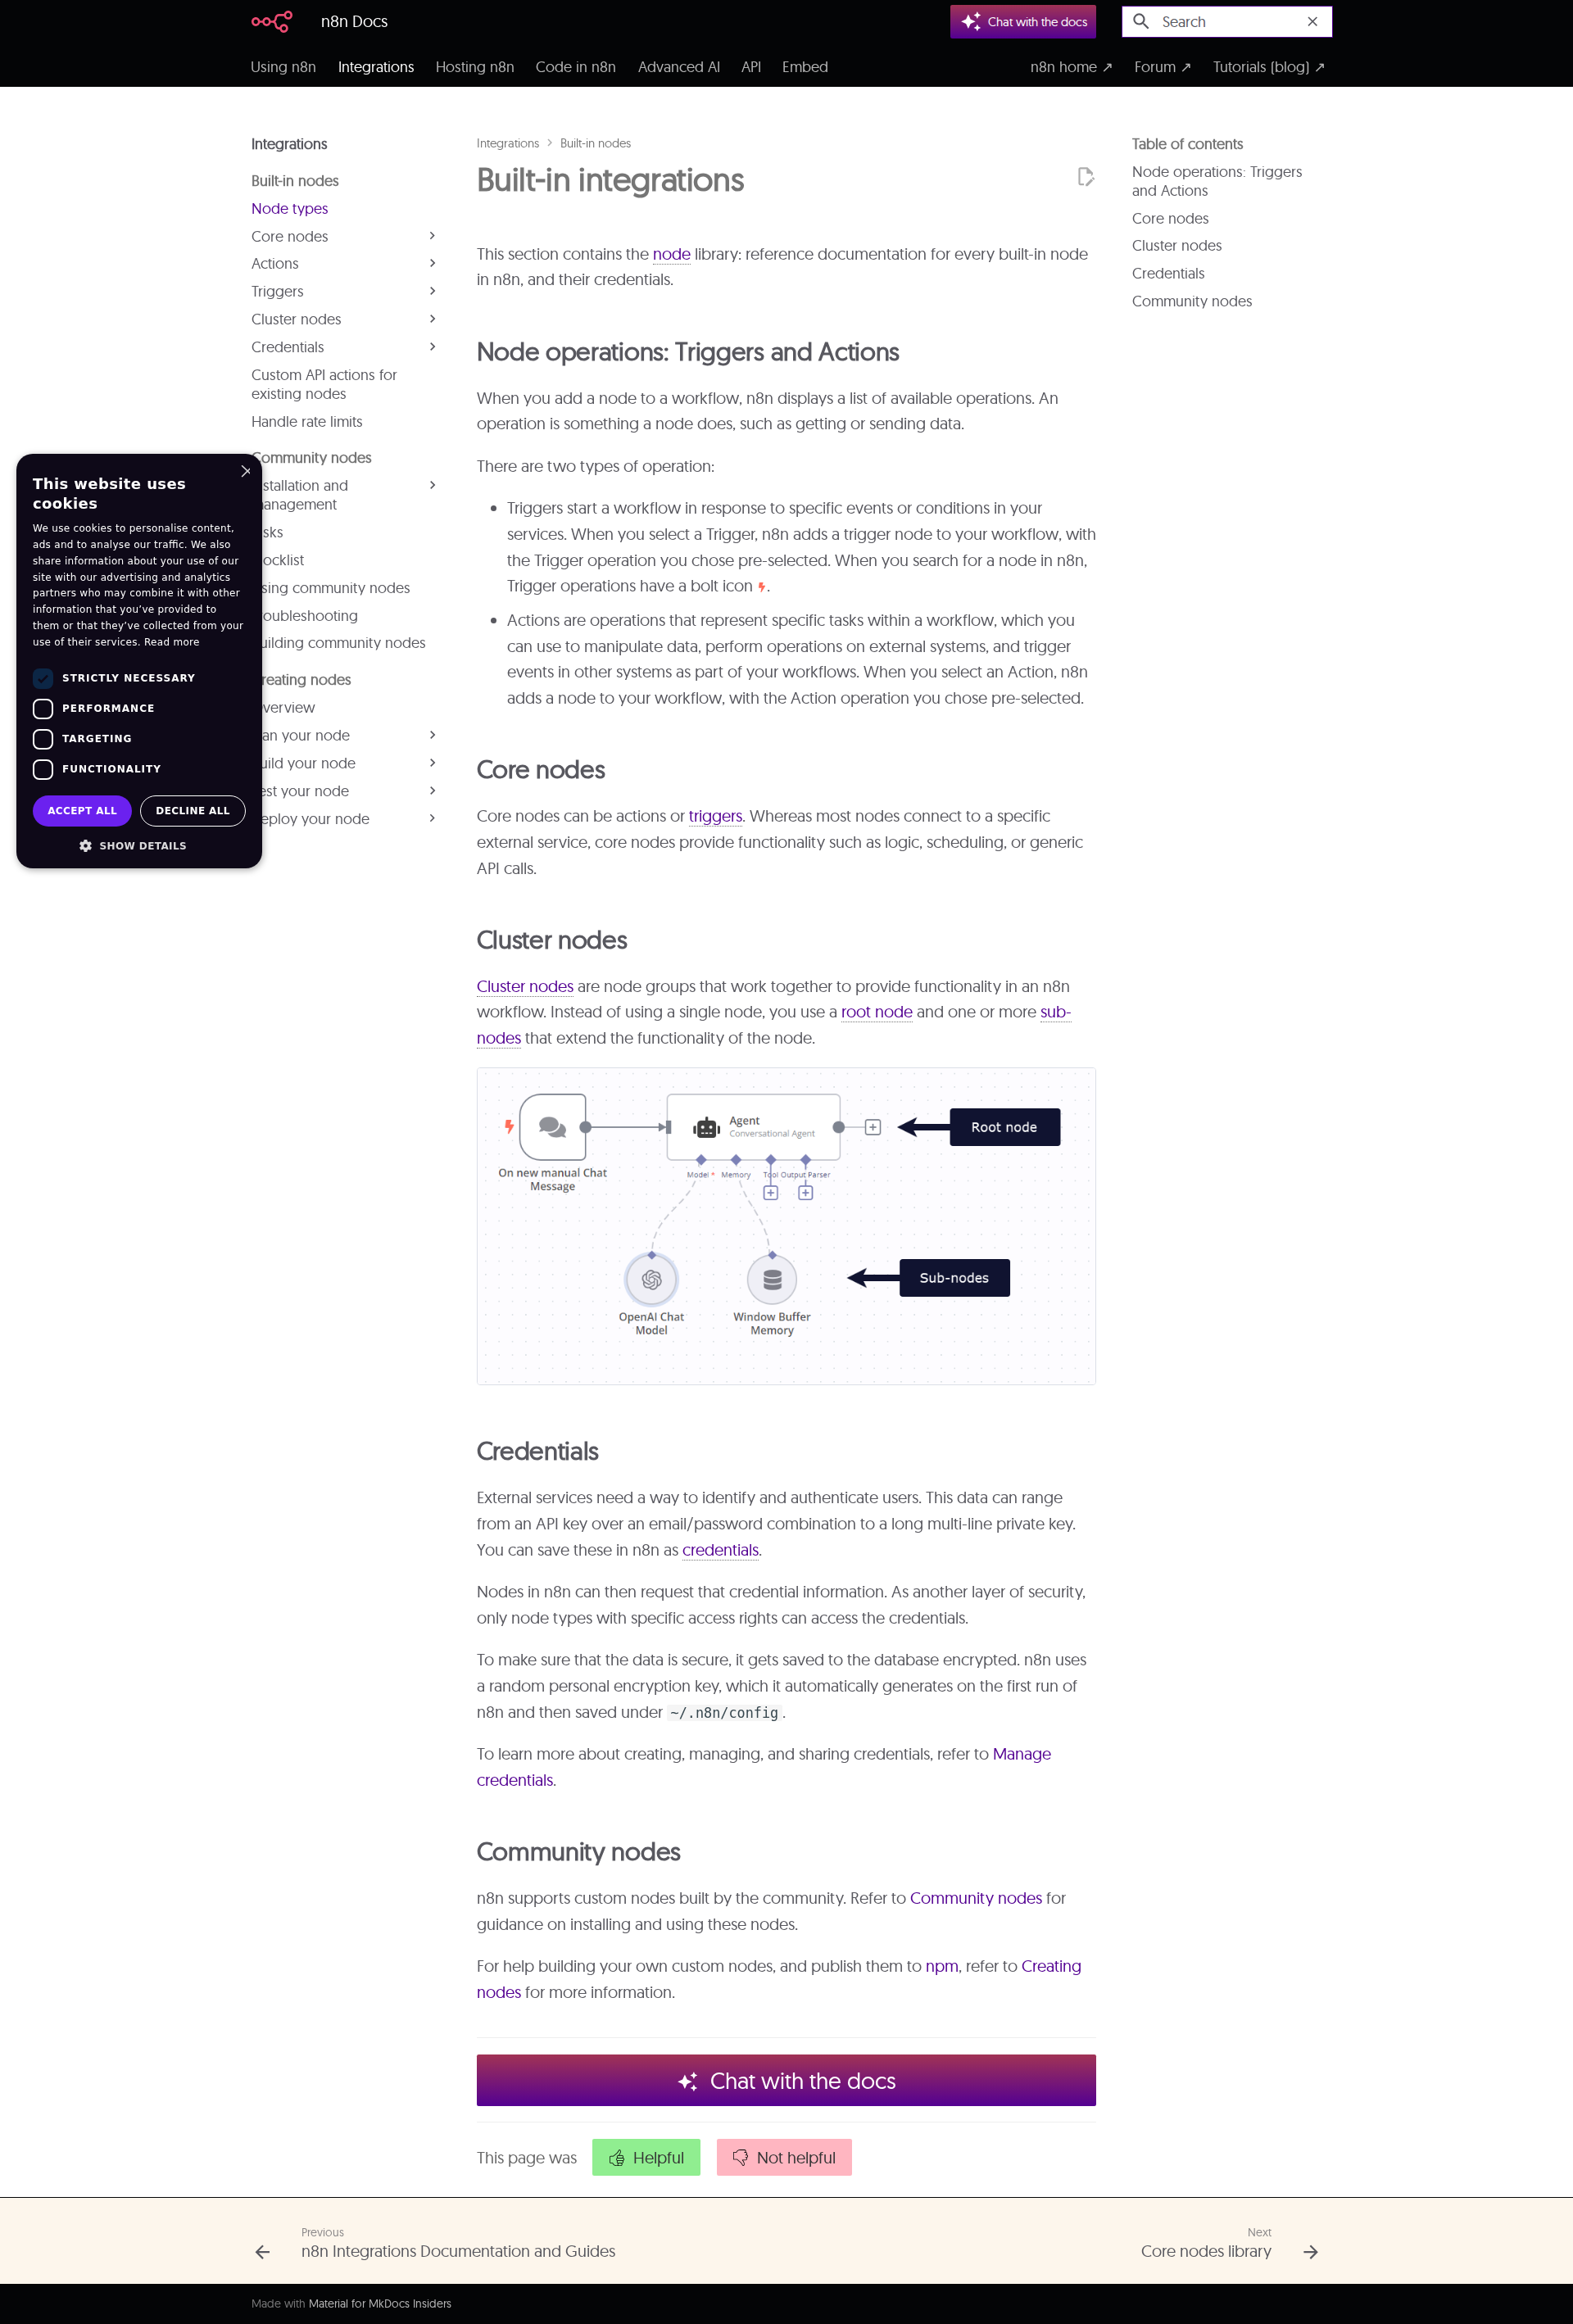 n8n Docs
Chat with the docs
Search
Using n8n
Integrations
Hosting n8n
Code in n8n
Advanced AI
API
Embed
n8n home ↗
Forum ↗
Tutorials (blog) ↗
Integrations
Built-in nodes
Node types
Core nodes
Actions
Triggers
Cluster nodes
Credentials
Custom API actions for
existing nodes
Handle rate limits
Community nodes
stallation and
anagement
sks
ocklist
sing community nodes
oubleshooting
uilding community nodes
reating nodes
verview
an your node
uild your node
est your node
eploy your node
This website uses
cookies
We use cookies to personalise content,
ads and to analyse our traffic. We also
share information about your use of our
site with our advertising and analytics
partners who may combine it with other
information that you've provided to
them or that they've collected from your
use of their services. Read more
STRICTLY NECESSARY
PERFORMANCE
TARGETING
FUNCTIONALITY
ACCEPT ALL
DECLINE ALL
SHOW DETAILS
Integrations > Built-in nodes
Built-in integrations
This section contains the node library: reference documentation for every built-in node
in n8n, and their credentials.
Node operations: Triggers and Actions
When you add a node to a workflow, n8n displays a list of available operations. An
operation is something a node does, such as getting or sending data.
There are two types of operation:
• Triggers start a workflow in response to specific events or conditions in your
services. When you select a Trigger, n8n adds a trigger node to your workflow, with
the Trigger operation you chose pre-selected. When you search for a node in n8n,
Trigger operations have a bolt icon .
• Actions are operations that represent specific tasks within a workflow, which you
can use to manipulate data, perform operations on external systems, and trigger
events in other systems as part of your workflows. When you select an Action, n8n
adds a node to your workflow, with the Action operation you chose pre-selected.
Core nodes
Core nodes can be actions or triggers. Whereas most nodes connect to a specific
external service, core nodes provide functionality such as logic, scheduling, or generic
API calls.
Cluster nodes
Cluster nodes are node groups that work together to provide functionality in an n8n
workflow. Instead of using a single node, you use a root node and one or more sub-
nodes that extend the functionality of the node.
Agent
Conversational Agent
Root node
On new manual Chat
Message
Model *
Memory
Tool
Output Parser
Sub-nodes
OpenAI Chat
Model
Window Buffer
Memory
Credentials
External services need a way to identify and authenticate users. This data can range
from an API key over an email/password combination to a long multi-line private key.
You can save these in n8n as credentials.
Nodes in n8n can then request that credential information. As another layer of security,
only node types with specific access rights can access the credentials.
To make sure that the data is secure, it gets saved to the database encrypted. n8n uses
a random personal encryption key, which it automatically generates on the first run of
n8n and then saved under ~/.n8n/config.
To learn more about creating, managing, and sharing credentials, refer to Manage
credentials.
Community nodes
n8n supports custom nodes built by the community. Refer to Community nodes for
guidance on installing and using these nodes.
For help building your own custom nodes, and publish them to npm, refer to Creating
nodes for more information.
Chat with the docs
This page was
Helpful
Not helpful
Table of contents
Node operations: Triggers
and Actions
Core nodes
Cluster nodes
Credentials
Community nodes
Previous
n8n Integrations Documentation and Guides
Next
Core nodes library
Made with Material for MkDocs Insiders